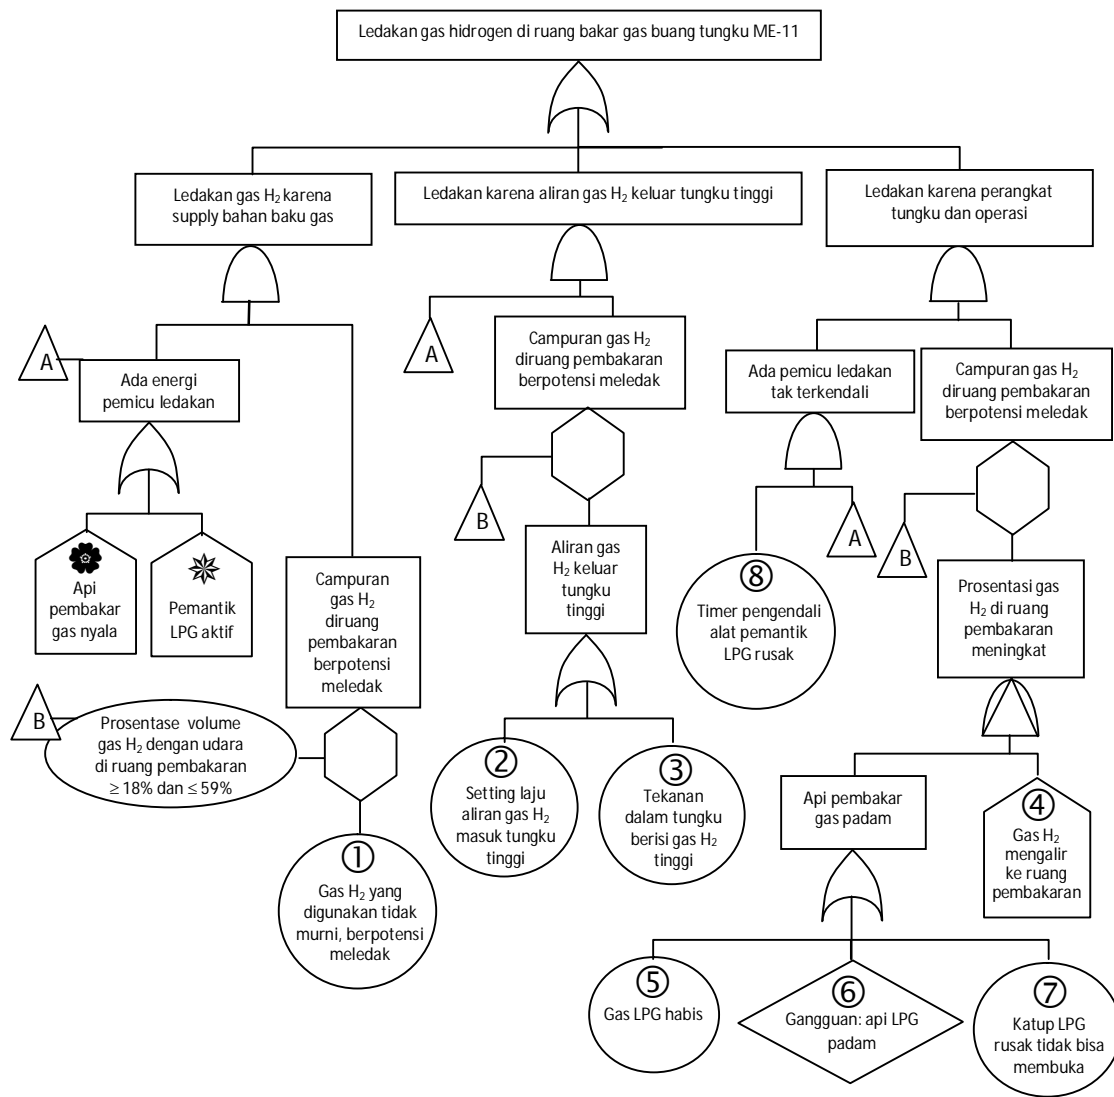 Ledakan gas hidrogen di ruang bakar gas buang tungku ME-11
Ledakan gas H₂ karena
supply bahan baku gas
Ledakan karena aliran gas H₂ keluar tungku tinggi
Ledakan karena perangkat
tungku dan operasi
A
Ada energi
pemicu ledakan
A
Campuran gas H₂
diruang pembakaran
berpotensi meledak
Ada pemicu ledakan
tak terkendali
Campuran gas H₂
diruang pembakaran
berpotensi meledak
B
A
B
Api
pembakar
gas nyala
Pemantik
LPG aktif
Campuran
gas H₂
diruang
pembakaran
berpotensi
meledak
Aliran gas
H₂ keluar
tungku
tinggi
⑧
Timer pengendali
alat pemantik
LPG rusak
Prosentasi gas
H₂ di ruang
pembakaran
meningkat
B
Prosentase volume
gas H₂ dengan udara
di ruang pembakaran
≥ 18% dan ≤ 59%
②
Setting laju
aliran gas H₂
masuk tungku
tinggi
③
Tekanan
dalam tungku
berisi gas H₂
tinggi
Api pembakar
gas padam
④
Gas H₂
mengalir
ke ruang
pembakaran
①
Gas H₂ yang
digunakan tidak
murni, berpotensi
meledak
⑤
Gas LPG habis
⑥
Gangguan: api LPG
padam
⑦
Katup LPG
rusak tidak bisa
membuka